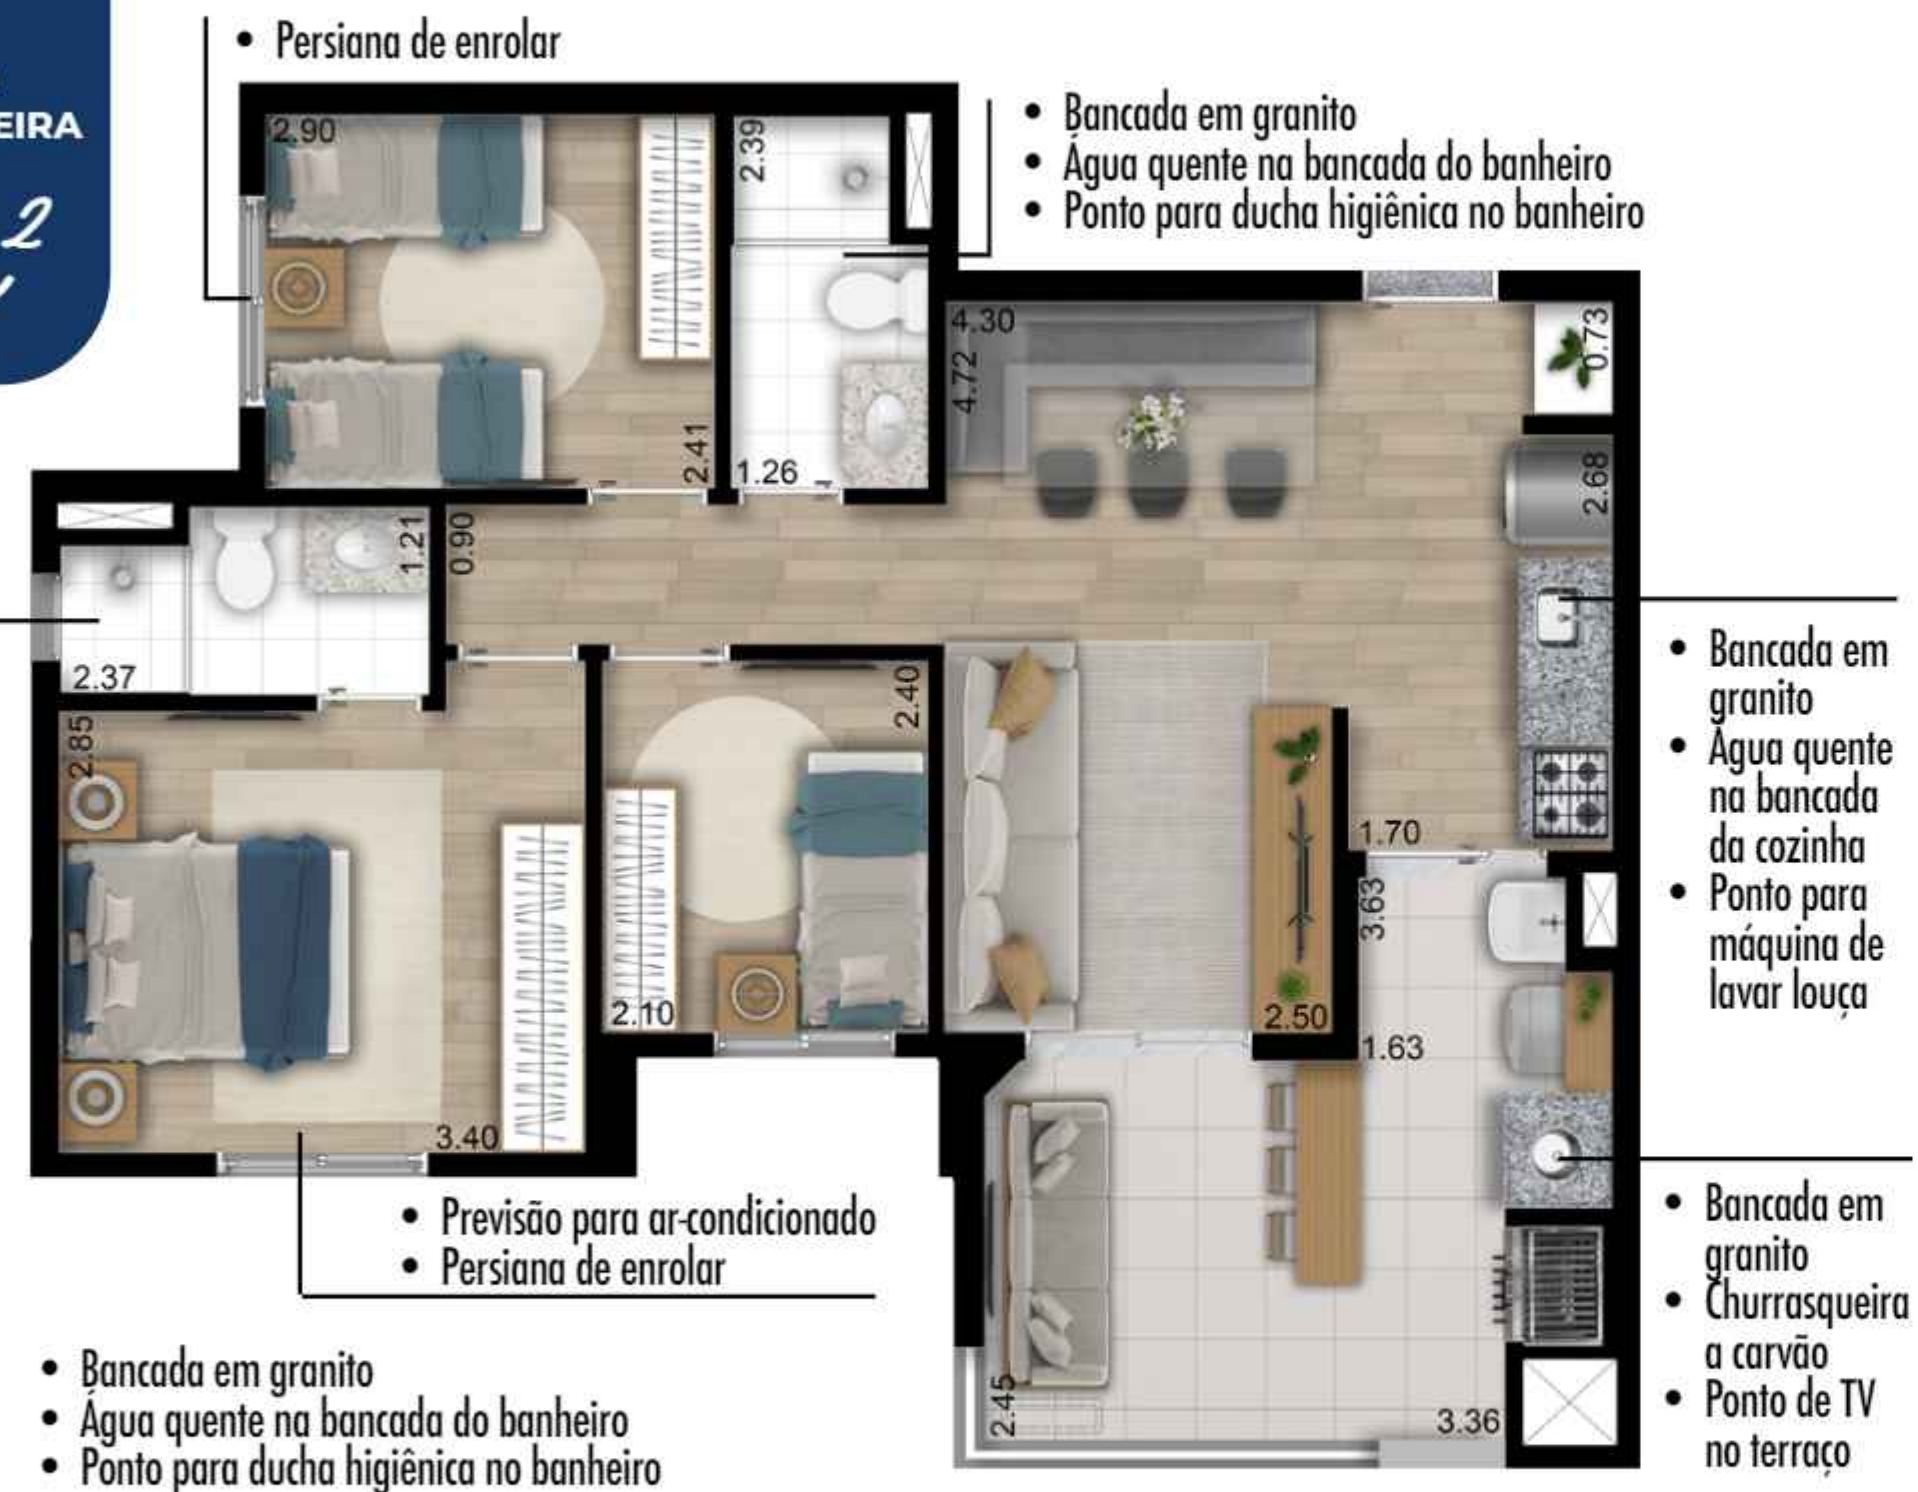 EIRA
2
• Persiana de enrolar
• Bancada em granito
• Água quente na bancada do banheiro
• Ponto para ducha higiênica no banheiro
2.90
2.39
4.30
4.72
0.73
2.41
1.26
2.68
1.21
0.90
2.37
2.85
2.40
• Bancada em
granito
• Água quente
na bancada
da cozinha
• Ponto para
máquina de
lavar louça
1.70
3.63
2.10
2.50
1.63
3.40
• Previsão para ar-condicionado
• Persiana de enrolar
• Bancada em
granito
• Churrasqueira
a carvão
• Ponto de TV
no terraço
2.45
3.36
• Bancada em granito
• Água quente na bancada do banheiro
• Ponto para ducha higiênica no banheiro